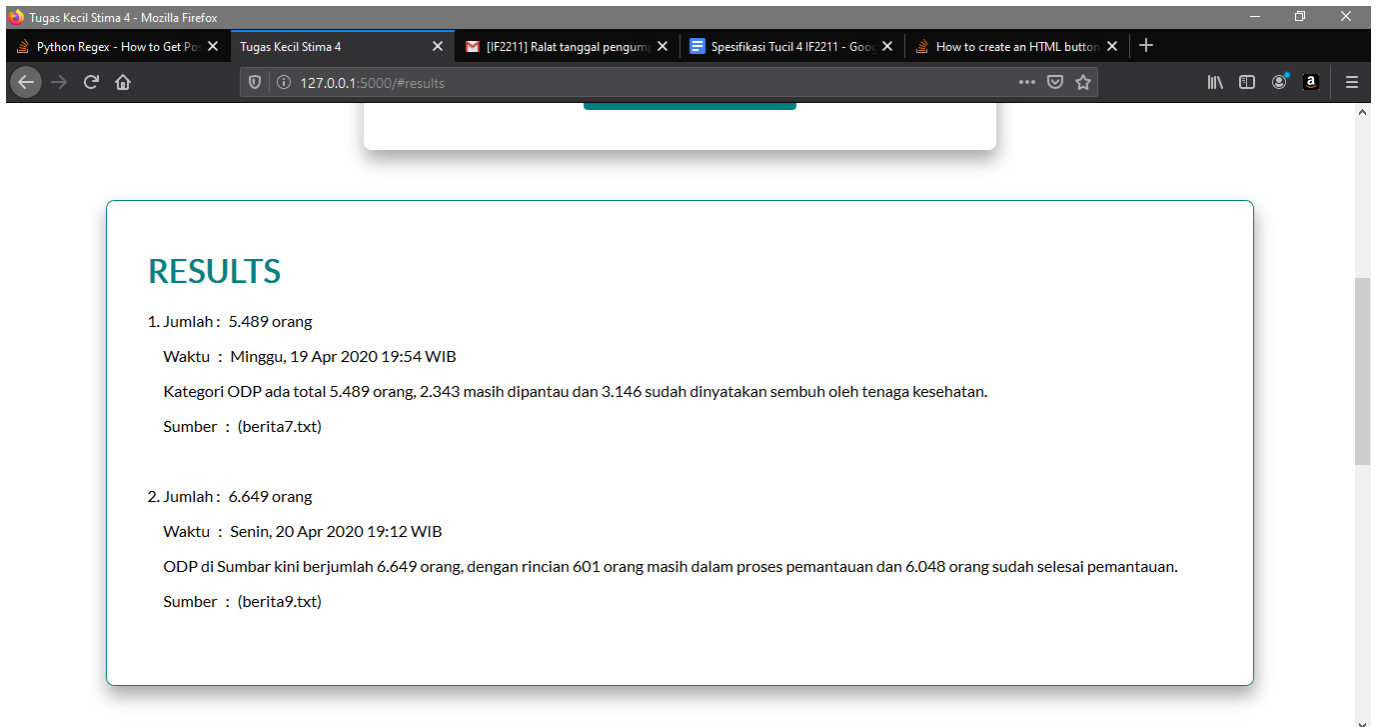 Tugas Kecil Stima 4 - Mozilla Firefox
Python Regex - How to Get Pos
Tugas Kecil Stima 4
[IF2211] Ralat tanggal pengump
Spesifikasi Tucil 4 IF2211 - Goog
How to create an HTML button
127.0.0.1:5000/#results
RESULTS
1. Jumlah : 5.489 orang
Waktu : Minggu, 19 Apr 2020 19:54 WIB
Kategori ODP ada total 5.489 orang, 2.343 masih dipantau dan 3.146 sudah dinyatakan sembuh oleh tenaga kesehatan.
Sumber : (berita7.txt)
2. Jumlah : 6.649 orang
Waktu : Senin, 20 Apr 2020 19:12 WIB
ODP di Sumbar kini berjumlah 6.649 orang, dengan rincian 601 orang masih dalam proses pemantauan dan 6.048 orang sudah selesai pemantauan.
Sumber : (berita9.txt)